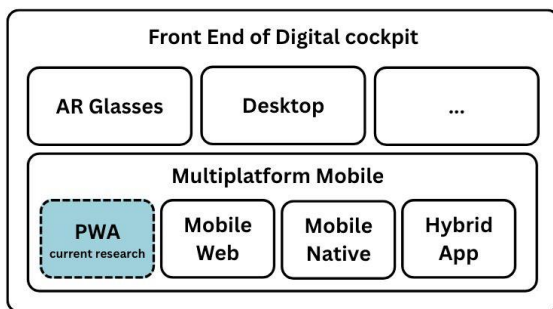 Front End of Digital cockpit
AR Glasses
Desktop
...
Multiplatform Mobile
PWA
current research
Mobile
Web
Mobile
Native
Hybrid
App